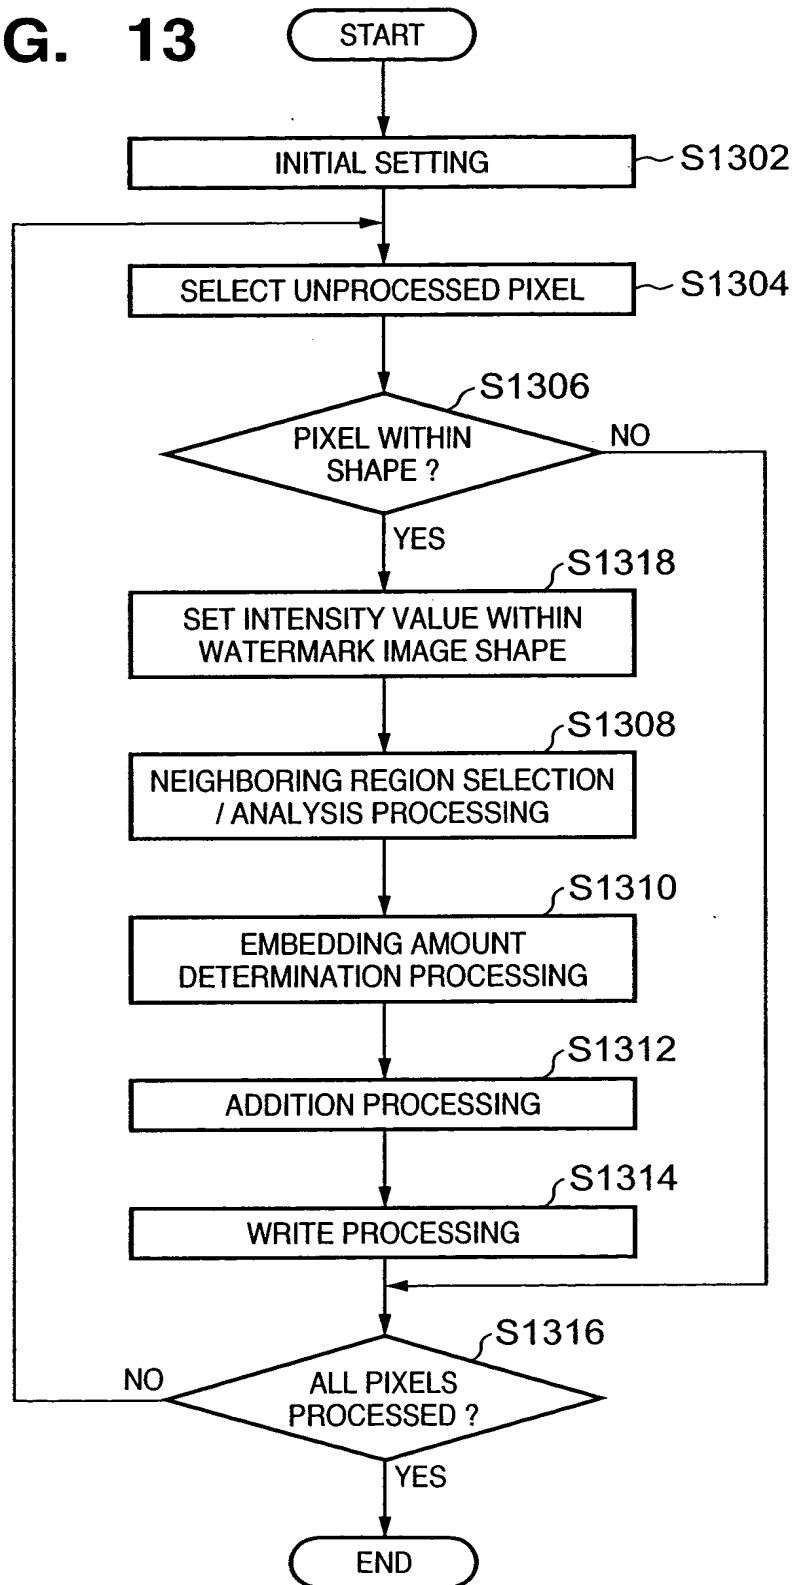 G. 13
START
INITIAL SETTING
S1302
SELECT UNPROCESSED PIXEL
S1304
S1306
PIXEL WITHIN
SHAPE ?
NO
YES
S1318
SET INTENSITY VALUE WITHIN
WATERMARK IMAGE SHAPE
S1308
NEIGHBORING REGION SELECTION
/ ANALYSIS PROCESSING
S1310
EMBEDDING AMOUNT
DETERMINATION PROCESSING
S1312
ADDITION PROCESSING
S1314
WRITE PROCESSING
S1316
NO
ALL PIXELS
PROCESSED ?
YES
END